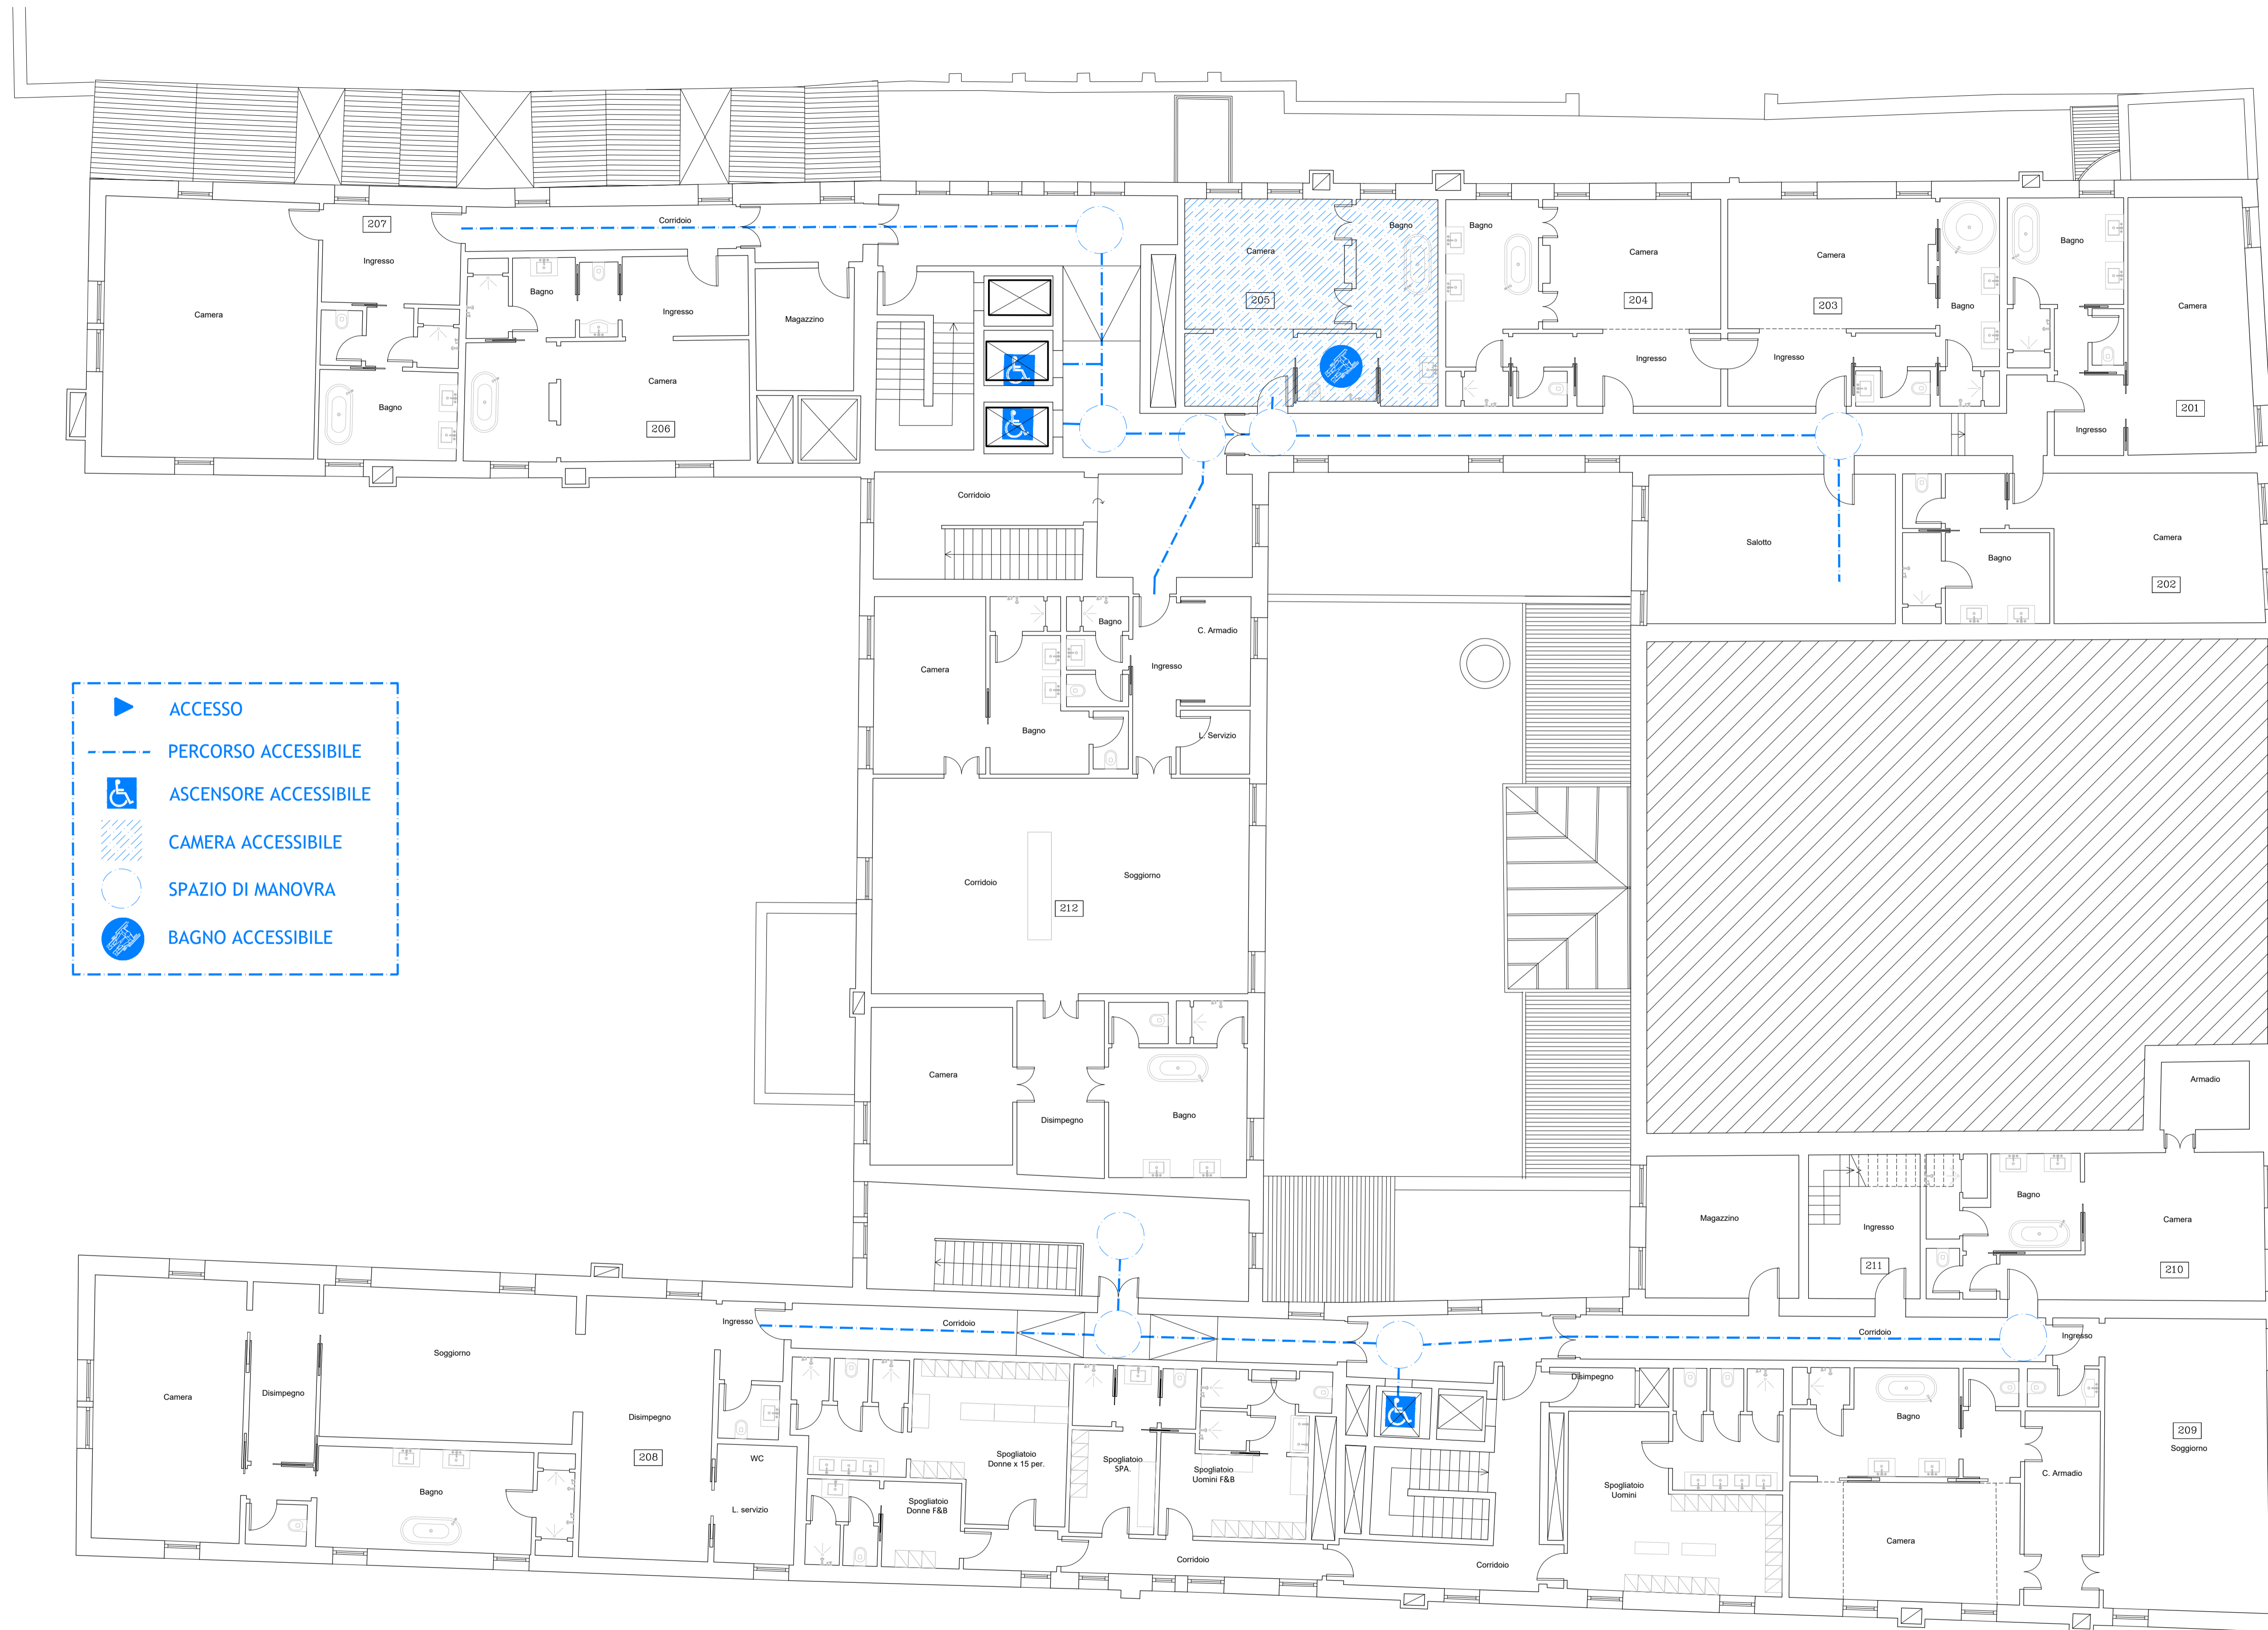 207
Corridoio
Ingresso
Camera
Bagno
Ingresso
Magazzino
Bagno
Camera
206
Camera
205
Bagno
Bagno
Camera
204
Ingresso
Camera
203
Ingresso
Bagno
Bagno
Camera
201
Ingresso
Corridoio
Salotto
Bagno
Camera
202
Camera
Bagno
Bagno
C. Armadio
Ingresso
L. Servizio
ACCESSO
PERCORSO ACCESSIBILE
ASCENSORE ACCESSIBILE
CAMERA ACCESSIBILE
SPAZIO DI MANOVRA
BAGNO ACCESSIBILE
Corridoio
Soggiorno
212
Camera
Disimpegno
Bagno
Armadio
Magazzino
Ingresso
211
Bagno
Camera
210
Ingresso
Corridoio
Corridoio
Ingresso
Soggiorno
Camera
Disimpegno
Disimpegno
208
Bagno
WC
L. servizio
Spogliatoio
Donne x 15 per.
Spogliatoio
Donne F&B
Spogliatoio
SPA.
Spogliatoio
Uomini F&B
Corridoio
Corridoio
Disimpegno
Spogliatoio
Uomini
Bagno
Camera
C. Armadio
209
Soggiorno